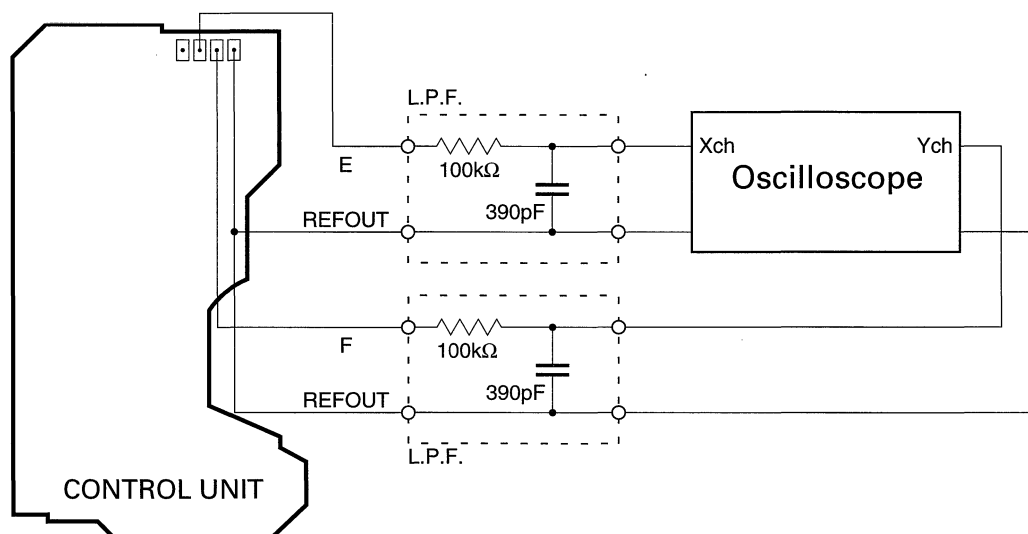 L.P.F.
E
100kΩ
390pF
REFOUT
Xch
Ych
Oscilloscope
F
100kΩ
390pF
REFOUT
L.P.F.
CONTROL UNIT